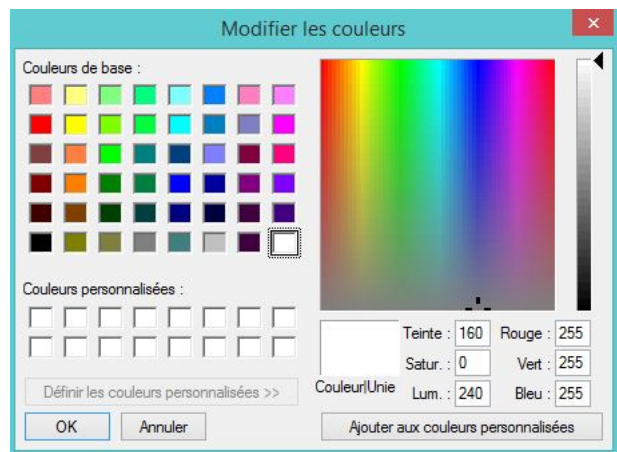 Modifier les couleurs
Couleurs de base :
Couleurs personnalisées :
Définir les couleurs personnalisées >>
OK Annuler
Couleur|Unie
Teinte : 160 Rouge : 255
Satur. : 0 Vert : 255
Lum. : 240 Bleu : 255
Ajouter aux couleurs personnalisées